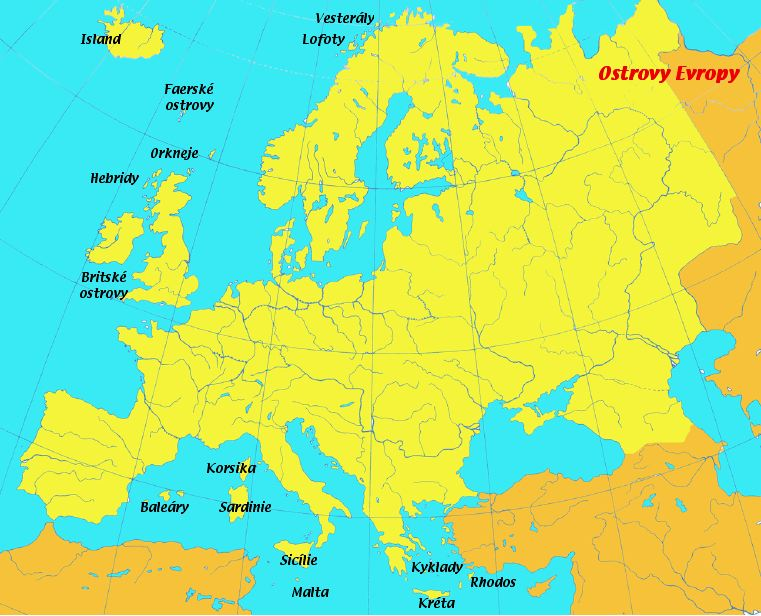 Vesterály
Island
Lofoty
Ostrovy Evropy
Faerské
ostrovy
Orkneje
Hebridy
Britské
ostrovy
Korsika
Baleáry
Sardinie
Sicílie
Kyklady
Rhodos
Malta
Kréta